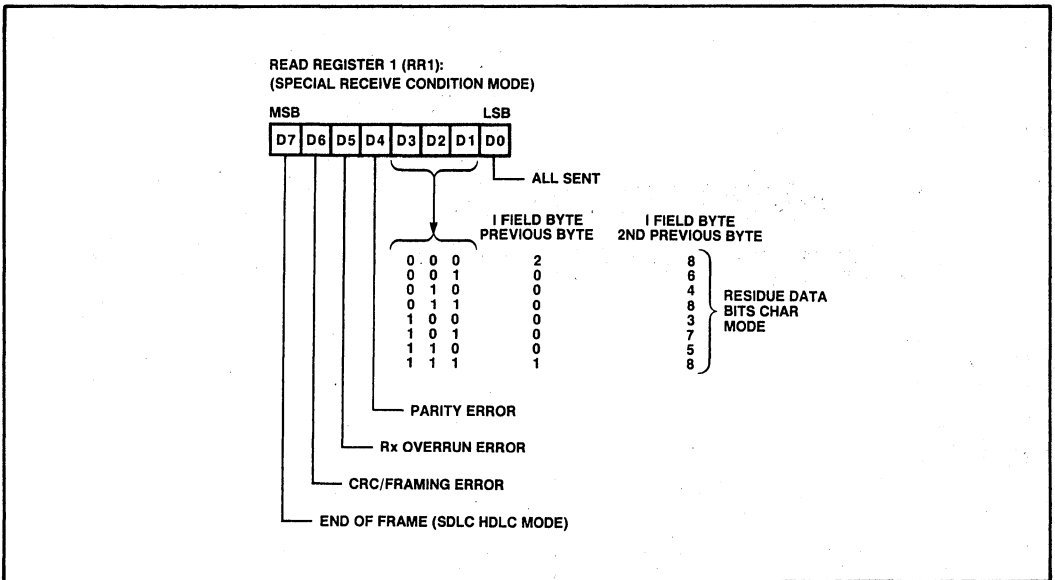 READ REGISTER 1 (RR1):
(SPECIAL RECEIVE CONDITION MODE)
MSB LSB
D7 D6 D5 D4 D3 D2 D1 D0
ALL SENT
I FIELD BYTE I FIELD BYTE
PREVIOUS BYTE 2ND PREVIOUS BYTE
0 0 0 2 8
0 0 1 0 6
0 1 0 0 4
0 1 1 0 8
1 0 0 0 3
1 0 1 0 7
1 1 0 0 5
1 1 1 1 8
RESIDUE DATA
BITS CHAR
MODE
PARITY ERROR
Rx OVERRUN ERROR
CRC/FRAMING ERROR
END OF FRAME (SDLC HDLC MODE)